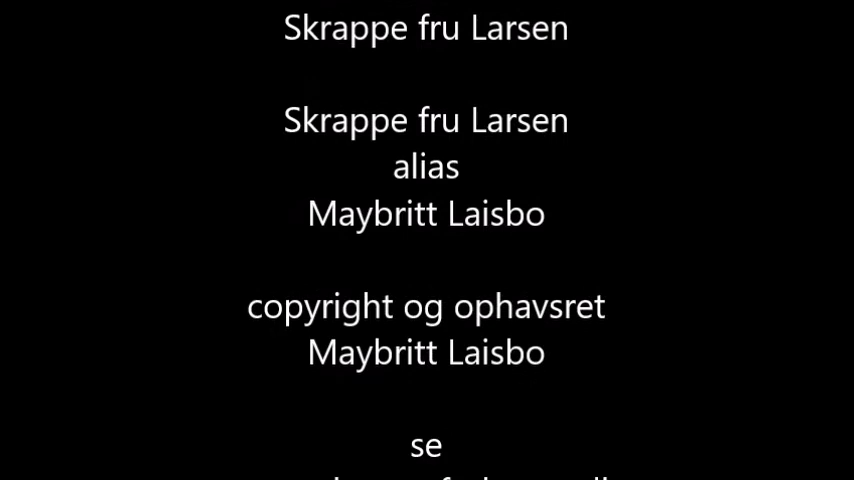 Skrappe fru Larsen
Skrappe fru Larsen
alias
Maybritt Laisbo
copyright og ophavsret
Maybritt Laisbo
se